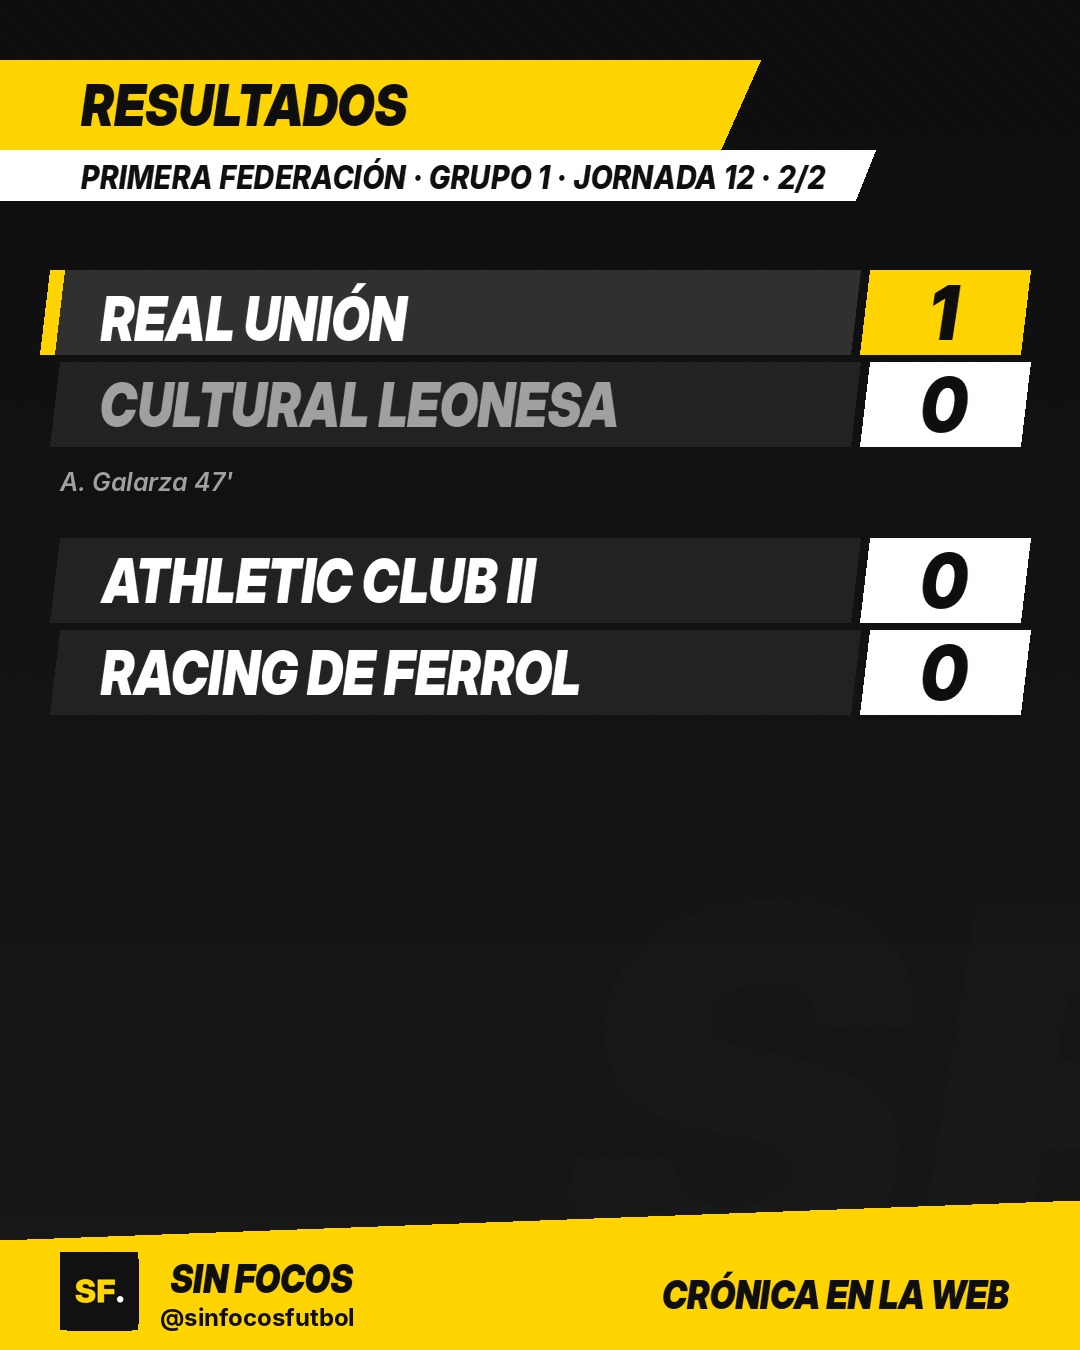 RESULTADOS
PRIMERA FEDERACIÓN · GRUPO 1 · JORNADA 12 · 2/2
REAL UNIÓN 1
CULTURAL LEONESA 0
A. Galarza 47'
ATHLETIC CLUB II 0
RACING DE FERROL 0
SF
SF.
SIN FOCOS
@sinfocosfutbol
CRÓNICA EN LA WEB